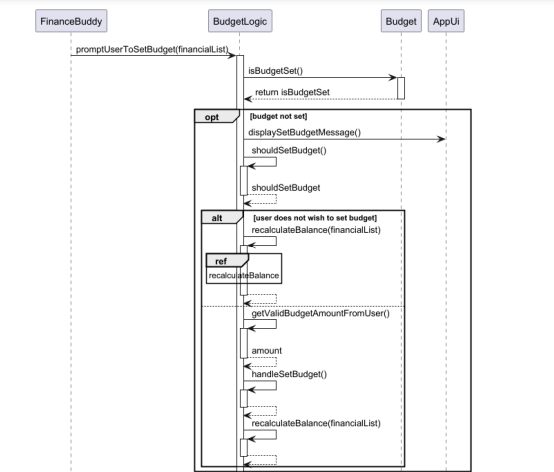 FinanceBuddy
BudgetLogic
Budget
AppUi
promptUserToSetBudget(financialList)
isBudgetSet()
return isBudgetSet
opt
[budget not set]
displaySetBudgetMessage()
shouldSetBudget()
shouldSetBudget
alt
[user does not wish to set budget]
recalculateBalance(financialList)
ref
recalculateBalance
getValidBudgetAmountFromUser()
amount
handleSetBudget()
recalculateBalance(financialList)